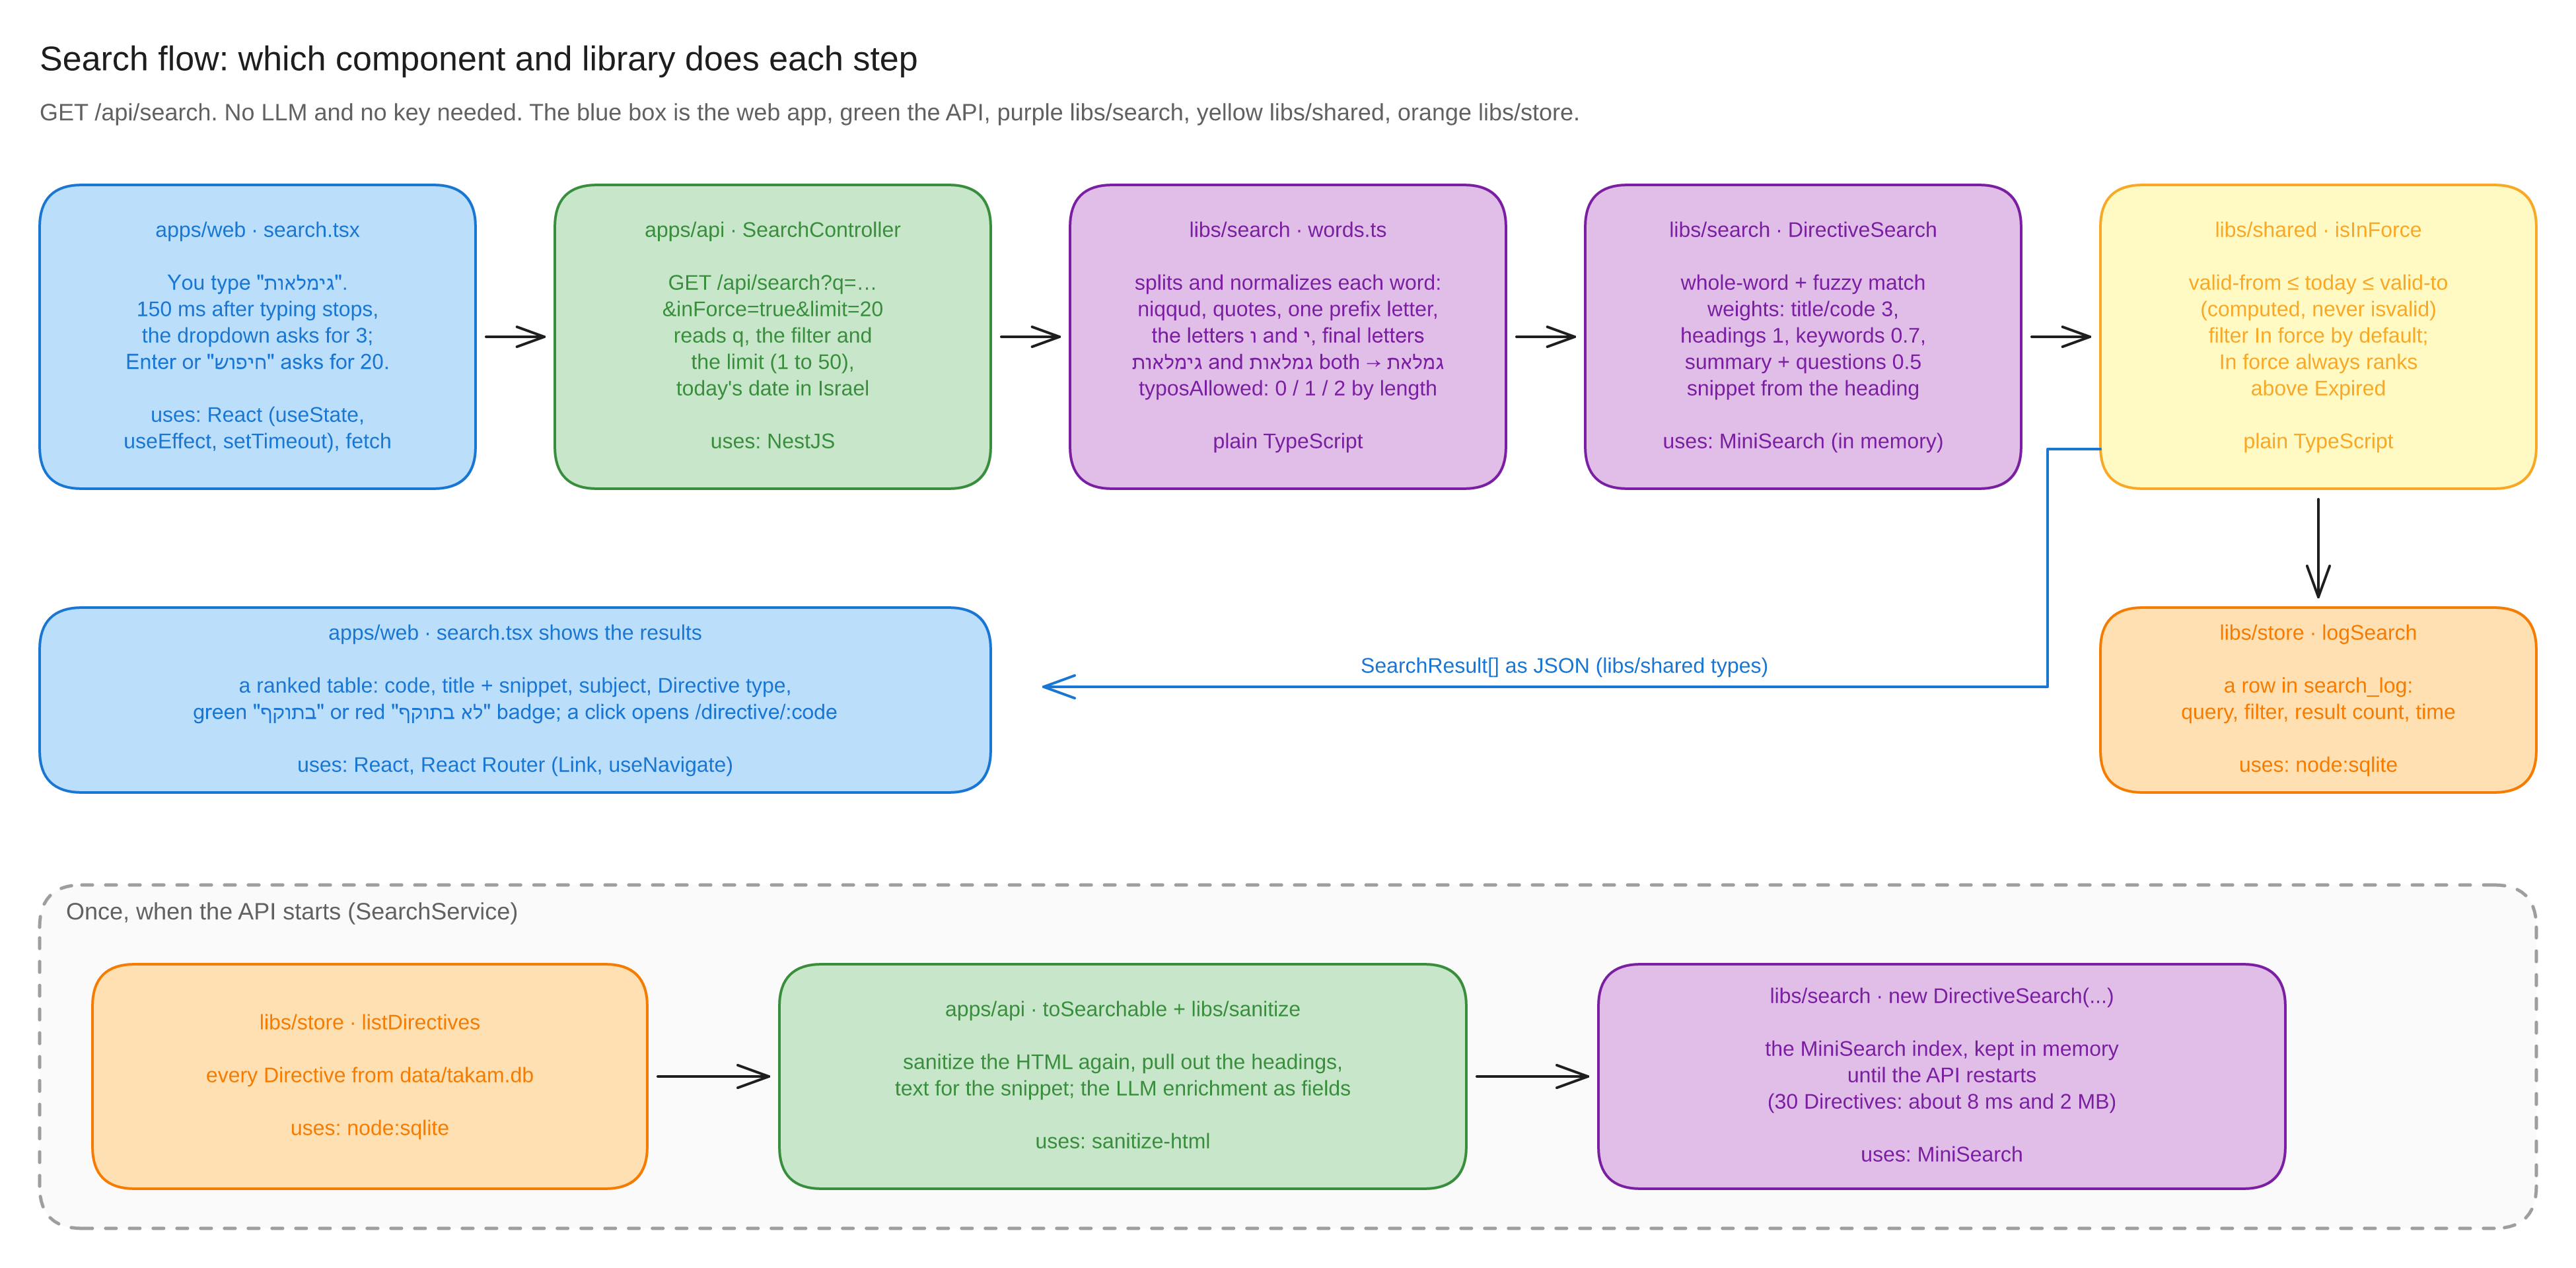 Search flow: which component and library does each step
GET /api/search. No LLM and no key needed. The blue box is the web app, green the API, purple libs/search, yellow libs/shared, orange libs/store.
apps/web · search.tsx
You type "גימלאות".
150 ms after typing stops,
the dropdown asks for 3;
Enter or "חיפוש" asks for 20.
uses: React (useState,
useEffect, setTimeout), fetch
apps/api · SearchController
GET /api/search?q=…
&inForce=true&limit=20
reads q, the filter and
the limit (1 to 50),
today's date in Israel
uses: NestJS
libs/search · words.ts
splits and normalizes each word:
niqqud, quotes, one prefix letter,
the letters ו and י, final letters
גימלאות and גמלאות both → גמלאת
typosAllowed: 0 / 1 / 2 by length
plain TypeScript
libs/search · DirectiveSearch
whole-word + fuzzy match
weights: title/code 3,
headings 1, keywords 0.7,
summary + questions 0.5
snippet from the heading
uses: MiniSearch (in memory)
libs/shared · isInForce
valid-from ≤ today ≤ valid-to
(computed, never isvalid)
filter In force by default;
In force always ranks
above Expired
plain TypeScript
apps/web · search.tsx shows the results
a ranked table: code, title + snippet, subject, Directive type,
green "בתוקף" or red "לא בתוקף" badge; a click opens /directive/:code
uses: React, React Router (Link, useNavigate)
SearchResult[] as JSON (libs/shared types)
libs/store · logSearch
a row in search_log:
query, filter, result count, time
uses: node:sqlite
Once, when the API starts (SearchService)
libs/store · listDirectives
every Directive from data/takam.db
uses: node:sqlite
apps/api · toSearchable + libs/sanitize
sanitize the HTML again, pull out the headings,
text for the snippet; the LLM enrichment as fields
uses: sanitize-html
libs/search · new DirectiveSearch(...)
the MiniSearch index, kept in memory
until the API restarts
(30 Directives: about 8 ms and 2 MB)
uses: MiniSearch